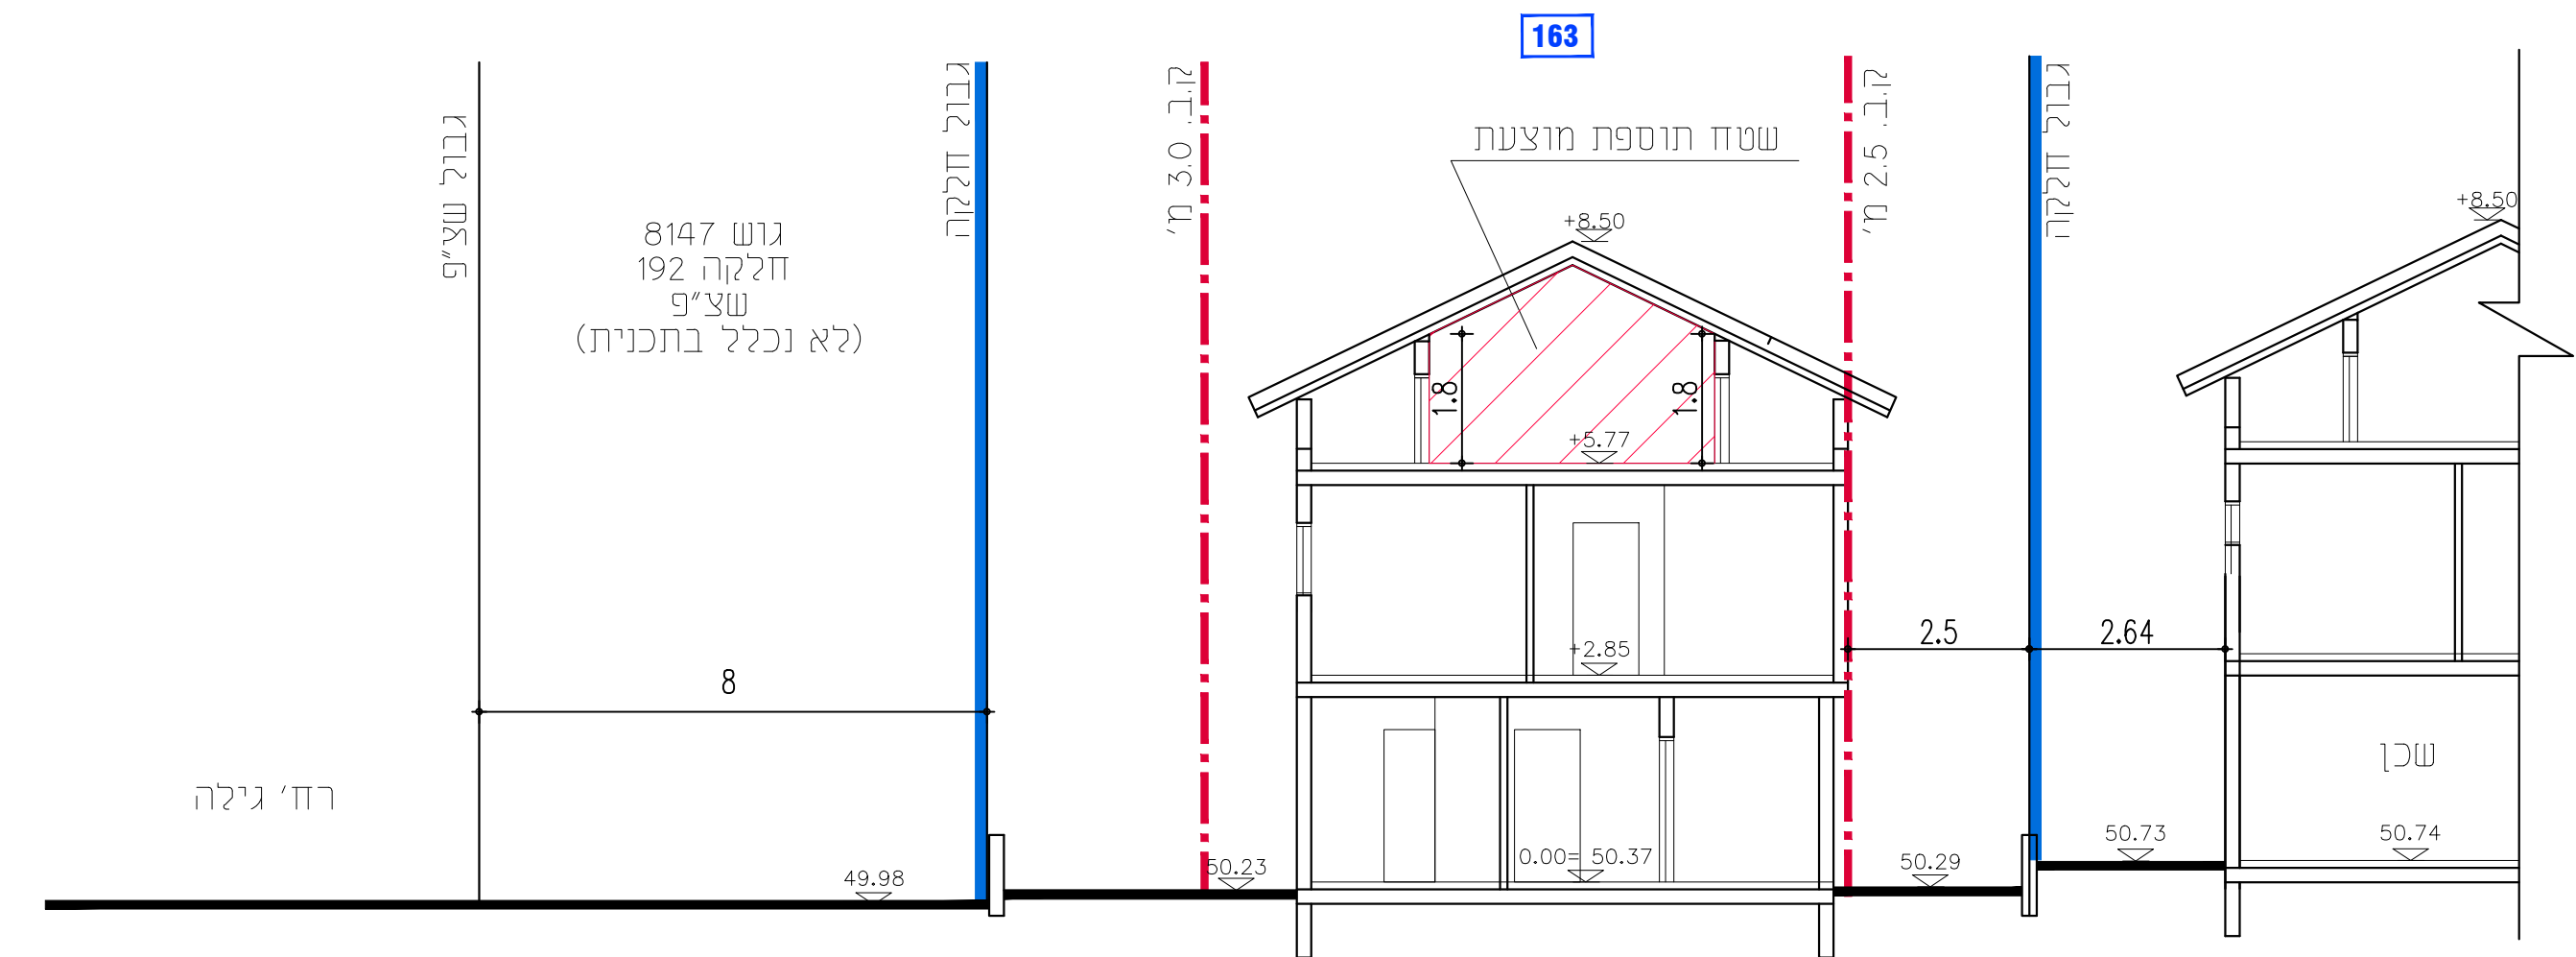 163
גבול שצ"פ
גוש 8147
חלקה 192
שצ"פ
(לא נכלל בתכנית)
גבול חלקה
ק.ב. 3.0 מ'
שטח תוספת מוצעת
ק.ב. 2.5 מ'
גבול חלקה
+8.50
+8.50
1.8
1.8
+5.77
+2.85
2.5
2.64
8
רח' גילה
שכן
49.98
50.23
0.00= 50.37
50.29
50.73
50.74